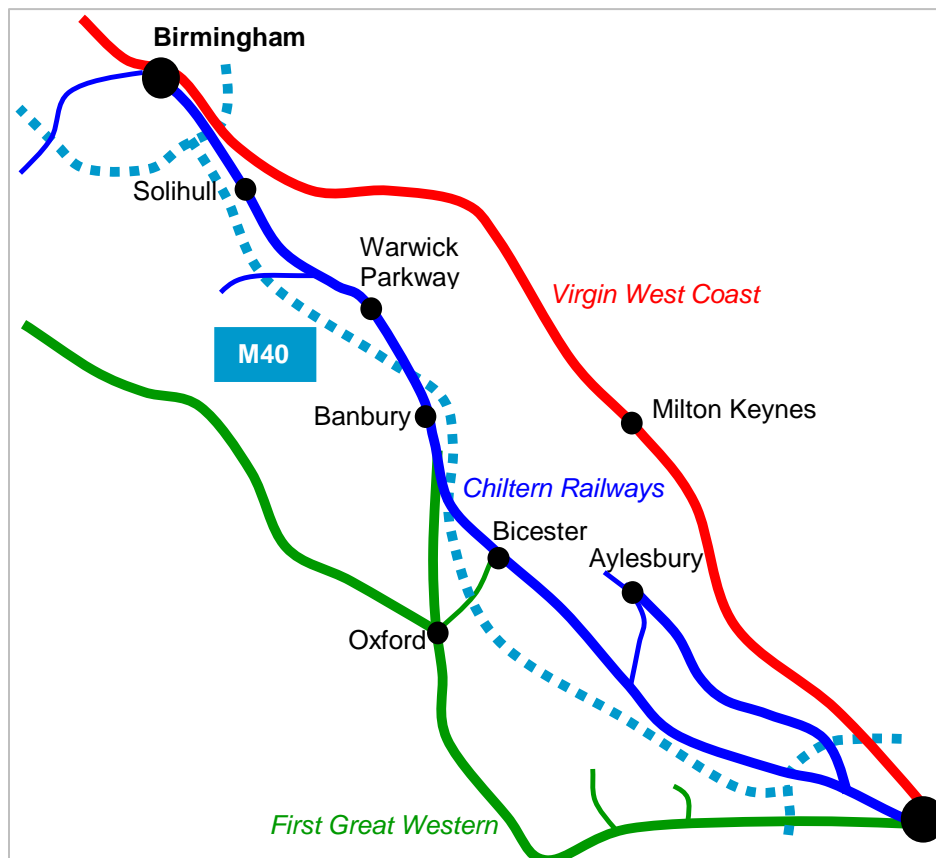 Birmingham
Solihull
Warwick
Parkway
Virgin West Coast
M40
Banbury
Milton Keynes
Chiltern Railways
Bicester
Aylesbury
Oxford
First Great Western